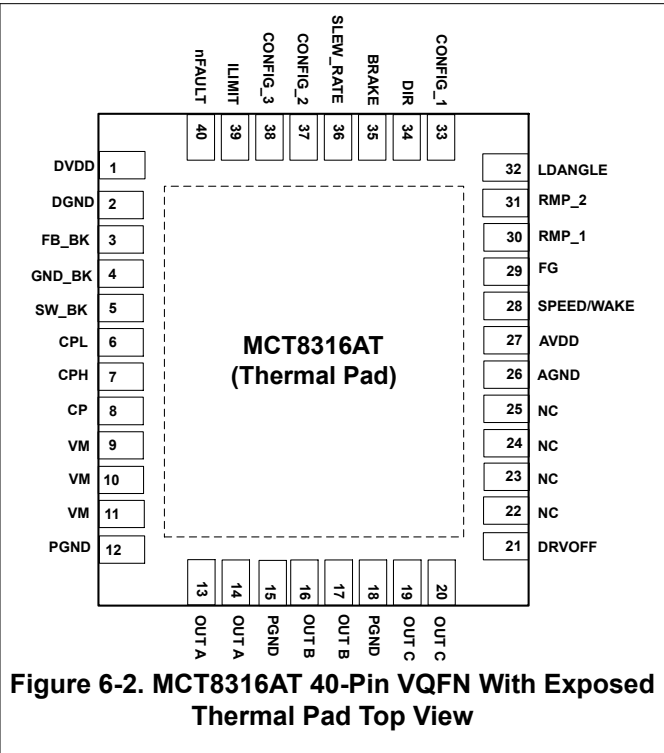 nFAULT
ILIMIT
CONFIG_3
CONFIG_2
SLEW_RATE
BRAKE
DIR
CONFIG_1
40
39
38
37
36
35
34
33
DVDD 1
DGND 2
FB_BK 3
GND_BK 4
SW_BK 5
CPL 6
CPH 7
CP 8
VM 9
VM 10
VM 11
PGND 12
MCT8316AT
(Thermal Pad)
32 LDANGLE
31 RMP_2
30 RMP_1
29 FG
28 SPEED/WAKE
27 AVDD
26 AGND
25 NC
24 NC
23 NC
22 NC
21 DRVOFF
13
14
15
16
17
18
19
20
OUT A
OUT A
PGND
OUT B
OUT B
PGND
OUT C
OUT C
Figure 6-2. MCT8316AT 40-Pin VQFN With Exposed
Thermal Pad Top View